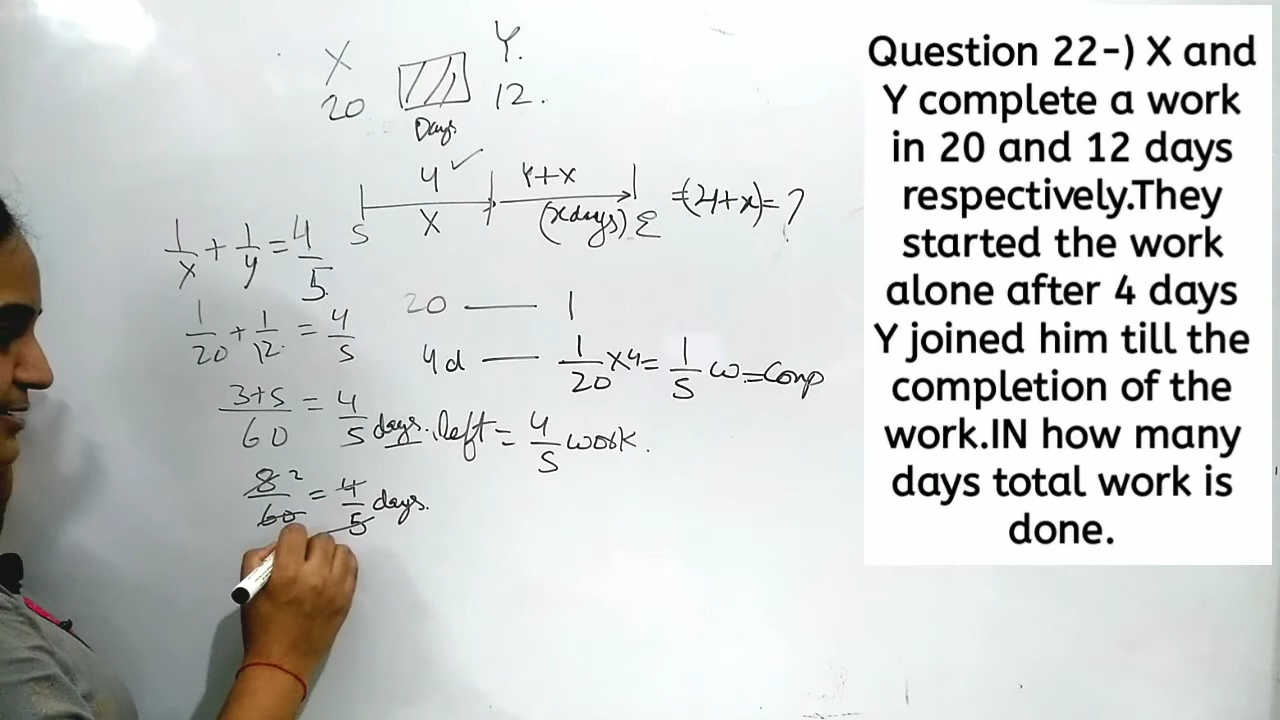 X Y.
20 12.
Days
4 ✓ Y+X
S X (x days) E =(4+x)=?
1/x + 1/y = 4/5
1/20 + 1/12 = 4/5
3+5/60 = 4/5 days.
8/60 = 4/5 days.
2
20 — 1
4d — 1/20 x4= 1/5 w=Comp
left = 4/5 work.
Question 22-) X and
Y complete a work
in 20 and 12 days
respectively.They
started the work
alone after 4 days
Y joined him till the
completion of the
work.IN how many
days total work is
done.